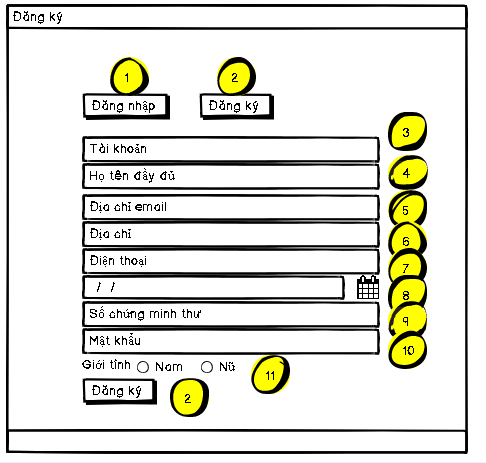 Đăng ký
1 2
Đăng nhập Đăng ký
3
Tài khoản
Họ tên đầy đủ 4
Địa chỉ email 5
Địa chỉ 6
Điện thoại 7
/ / 8
Số chứng minh thư 9
Mật khẩu 10
Giới tính Nam Nữ 11
Đăng ký 2